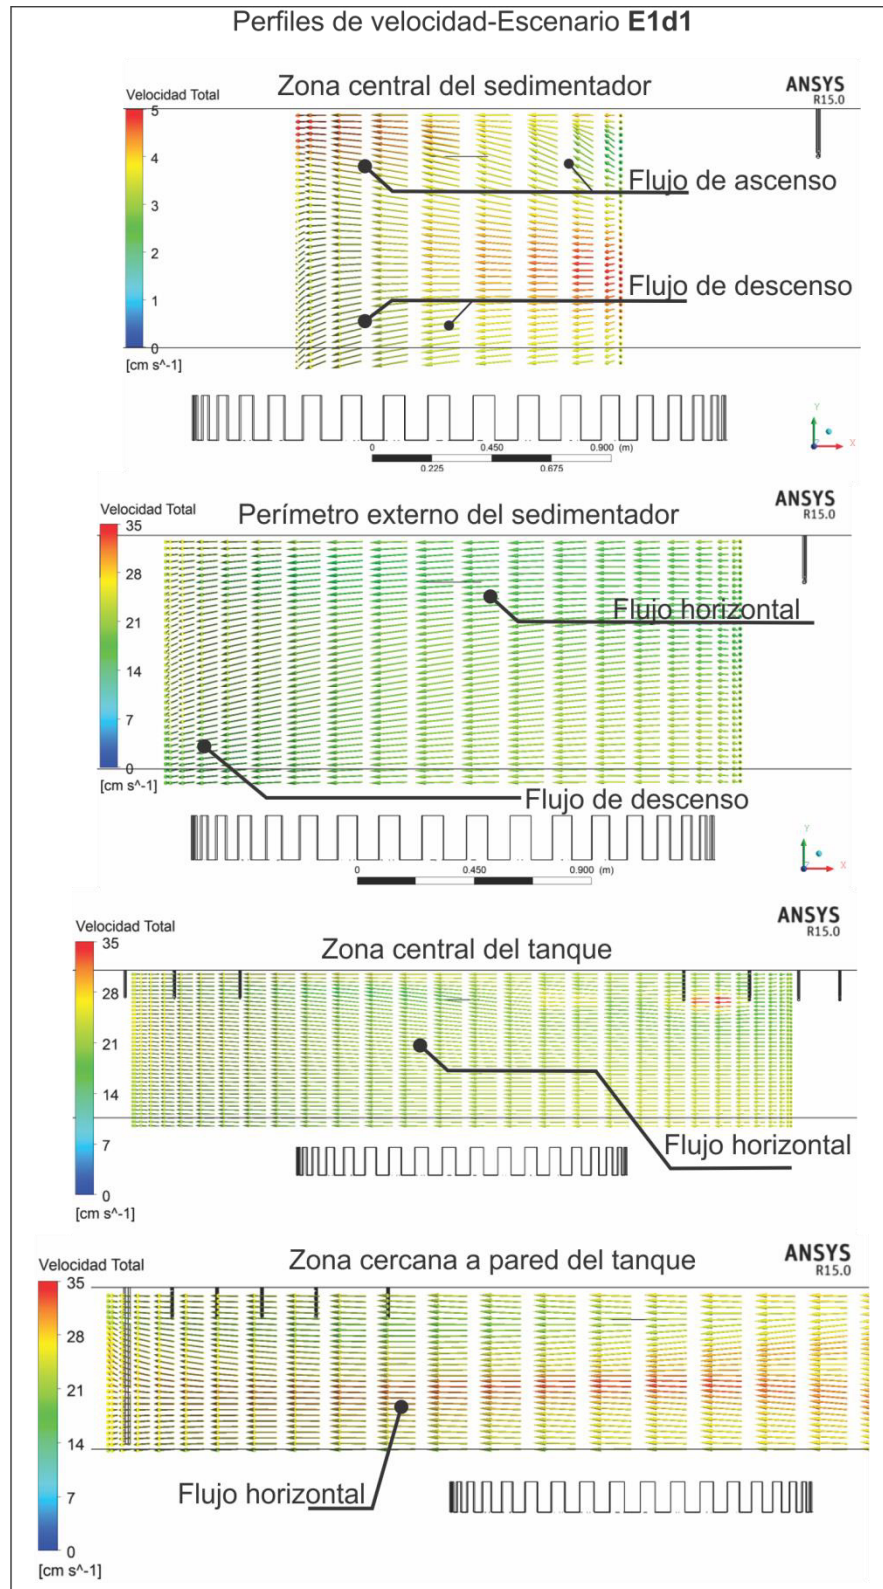 Perfiles de velocidad-Escenario E1d1
Zona central del sedimentador
ANSYS
R15.0
Velocidad Total
5
4
3
2
1
0
[cm s^-1]
Flujo de ascenso
Flujo de descenso
0
0.450
0.900 (m)
0.225
0.675
Y
X
Velocidad Total
35
28
21
14
7
0
[cm s^-1]
Perímetro externo del sedimentador
ANSYS
R15.0
Flujo horizontal
Flujo de descenso
0
0.450
0.900 (m)
Y
X
Velocidad Total
35
28
21
14
7
0
[cm s^-1]
Zona central del tanque
ANSYS
R15.0
Flujo horizontal
Velocidad Total
35
28
21
14
7
0
[cm s^-1]
Zona cercana a pared del tanque
ANSYS
R15.0
Flujo horizontal